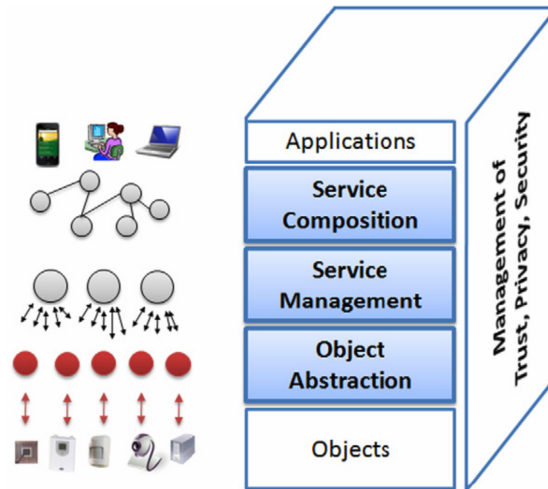 Applications
Service
Composition
Service
Management
Object
Abstraction
Objects
Management of
Trust, Privacy, Security